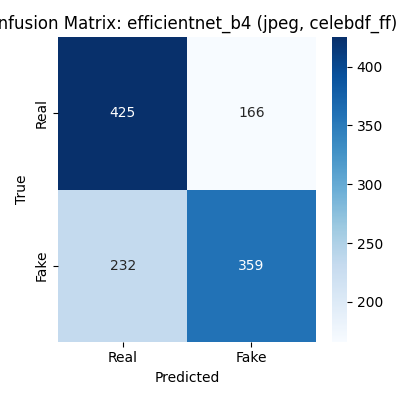 nfusion Matrix: efficientnet_b4 (jpeg, celebdf_ff)
Real
425
166
True
Fake
232
359
Real
Fake
Predicted
400
350
300
250
200